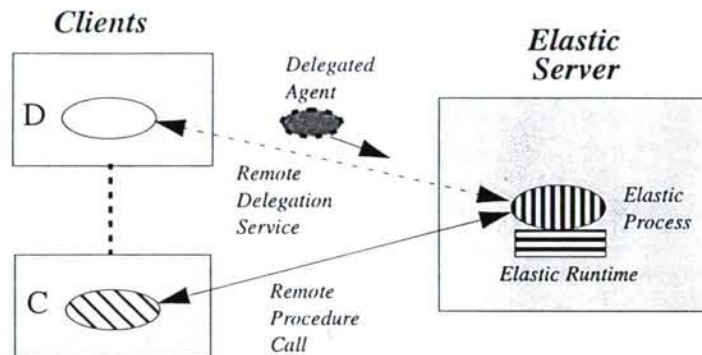 Clients
Elastic
Server
Delegated
Agent
D
Remote
Delegation
Service
Elastic
Process
Elastic Runtime
C
Remote
Procedure
Call